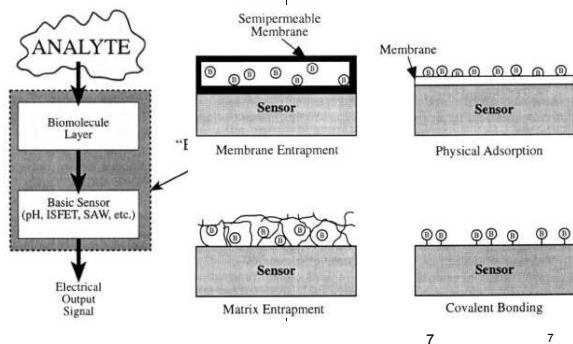 ANALYTE
Biomolecule
Layer
Basic Sensor
(pH, ISFET, SAW, etc.)
Electrical
Output
Signal
"E
Semipermeable
Membrane
B B B B B B B
Sensor
Membrane Entrapment
Membrane
B B B B B B B B
Sensor
Physical Adsorption
B B B B B B
Sensor
Matrix Entrapment
B B B B B B B
Sensor
Covalent Bonding
7
7